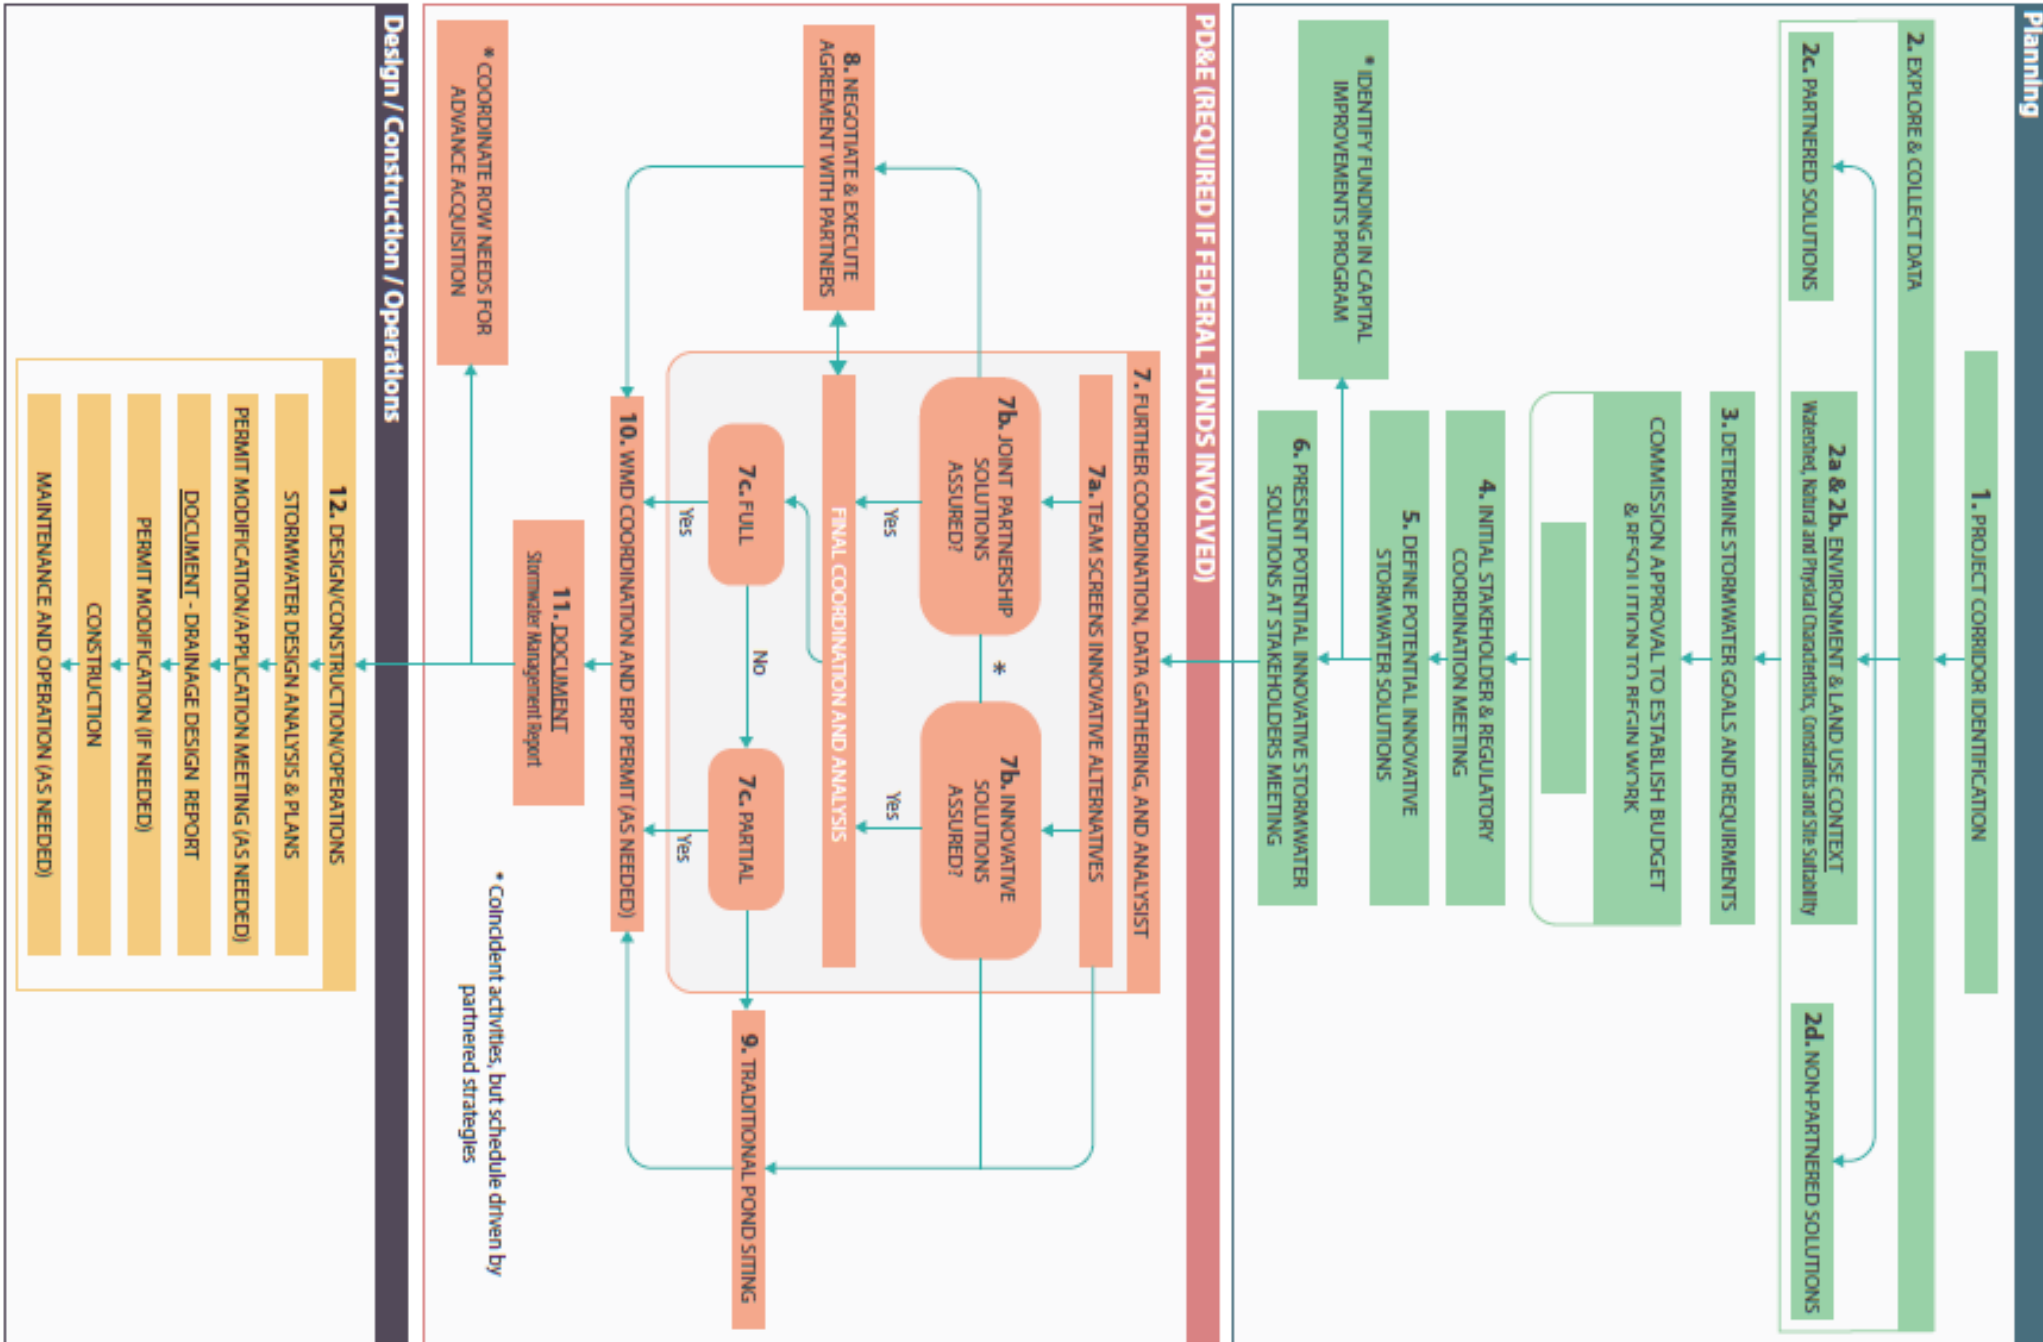 Planning
1. PROJECT CORRIDOR IDENTIFICATION
2. EXPLORE & COLLECT DATA
2c. PARTNERED SOLUTIONS
2a & 2b. ENVIRONMENT & LAND USE CONTEXT
Watershed, Natural and Physical Characteristics, Constraints and Site Suitability
2d. NON-PARTNERED SOLUTIONS
3. DETERMINE STORMWATER GOALS AND REQUIRMENTS
COMMISSION APPROVAL TO ESTABLISH BUDGET
& RESOLUTION TO BEGIN WORK
4. INITIAL STAKEHOLDER & REGULATORY
COORDINATION MEETING
5. DEFINE POTENTIAL INNOVATIVE
STORMWATER SOLUTIONS
* IDENTIFY FUNDING IN CAPITAL
IMPROVEMENTS PROGRAM
6. PRESENT POTENTIAL INNOVATIVE STORMWATER
SOLUTIONS AT STAKEHOLDERS MEETING
PD&E (REQUIRED IF FEDERAL FUNDS INVOLVED)
7. FURTHER COORDINATION, DATA GATHERING, AND ANALYSIST
7a. TEAM SCREENS INNOVATIVE ALTERNATIVES
7b. JOINT PARTNERSHIP
SOLUTIONS
ASSURED?
*
7b. INNOVATIVE
SOLUTIONS
ASSURED?
Yes
Yes
8. NEGOTIATE & EXECUTE
AGREEMENT WITH PARTNERS
FINAL COORDINATION AND ANALYSIS
7c. FULL
No
7c. PARTIAL
9. TRADITIONAL POND SITING
Yes
Yes
10. WMD COORDINATION AND ERP PERMIT (AS NEEDED)
11. DOCUMENT
Stormwater Management Report
* COORDINATE ROW NEEDS FOR
ADVANCE ACQUISITION
* Coincident activities, but schedule driven by
partnered strategies
Design / Construction / Operations
12. DESIGN/CONSTRUCTION/OPERATIONS
STORMWATER DESIGN ANALYSIS & PLANS
PERMIT MODIFICATION/APPLICATION MEETING (AS NEEDED)
DOCUMENT - DRAINAGE DESIGN REPORT
PERMIT MODIFICATION (IF NEEDED)
CONSTRUCTION
MAINTENANCE AND OPERATION (AS NEEDED)